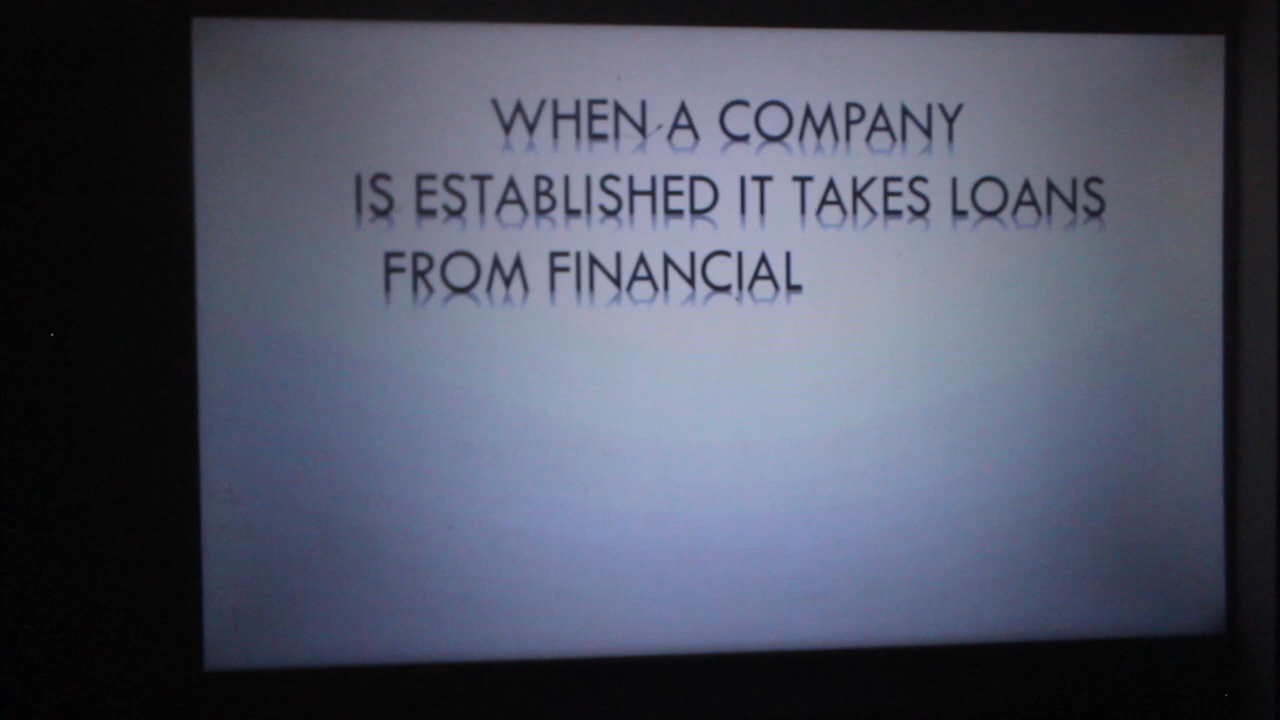 WHEN A COMPANY
IS ESTABLISHED IT TAKES LOANS
FROM FINANCIAL